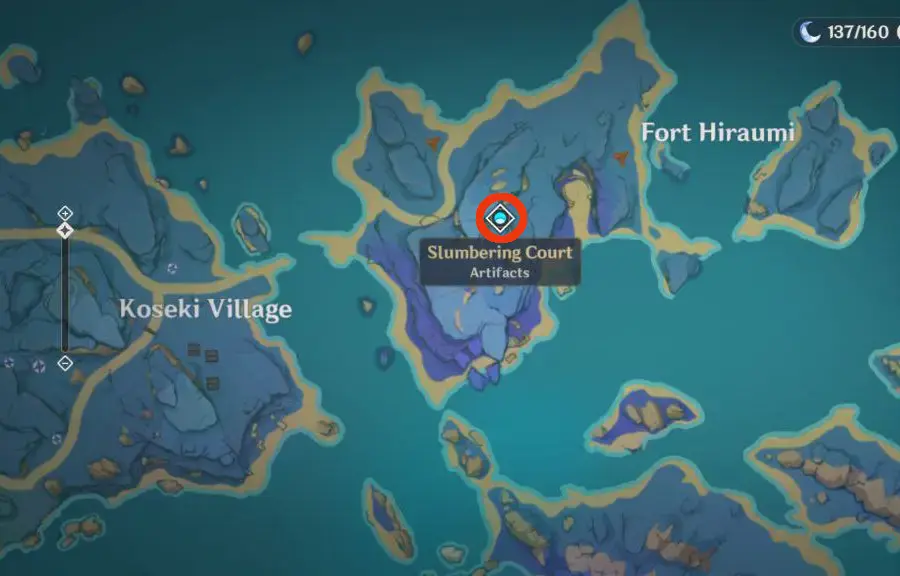 137/160
Fort Hiraumi
Slumbering Court
Artifacts
Koseki Village